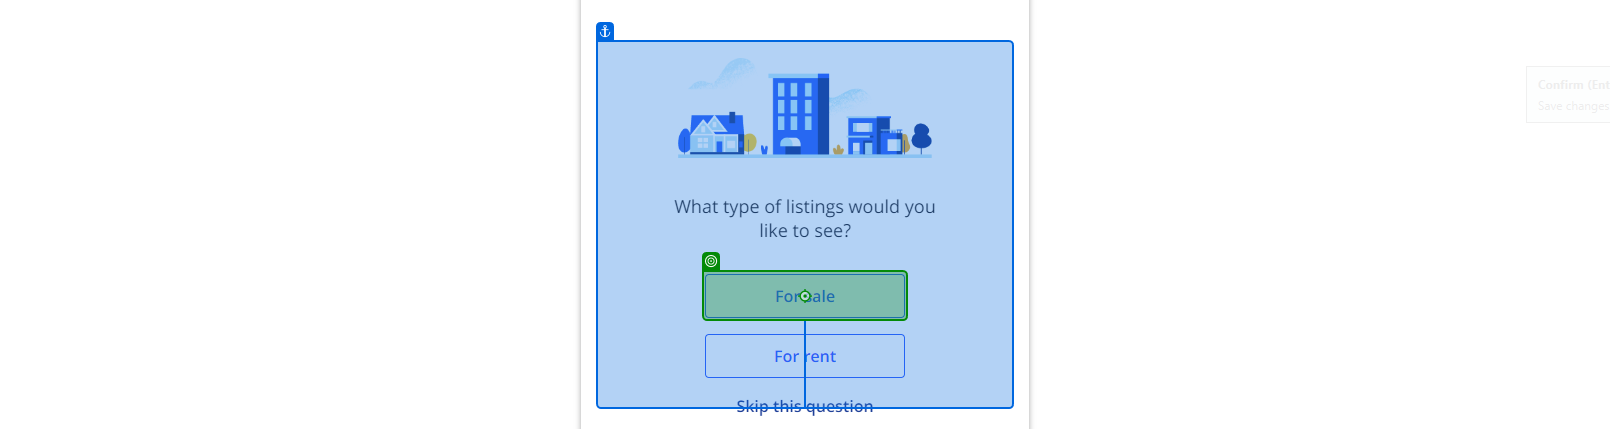 Confirm (Ent
Save changes
What type of listings would you
like to see?
For sale
For rent
Skip this question